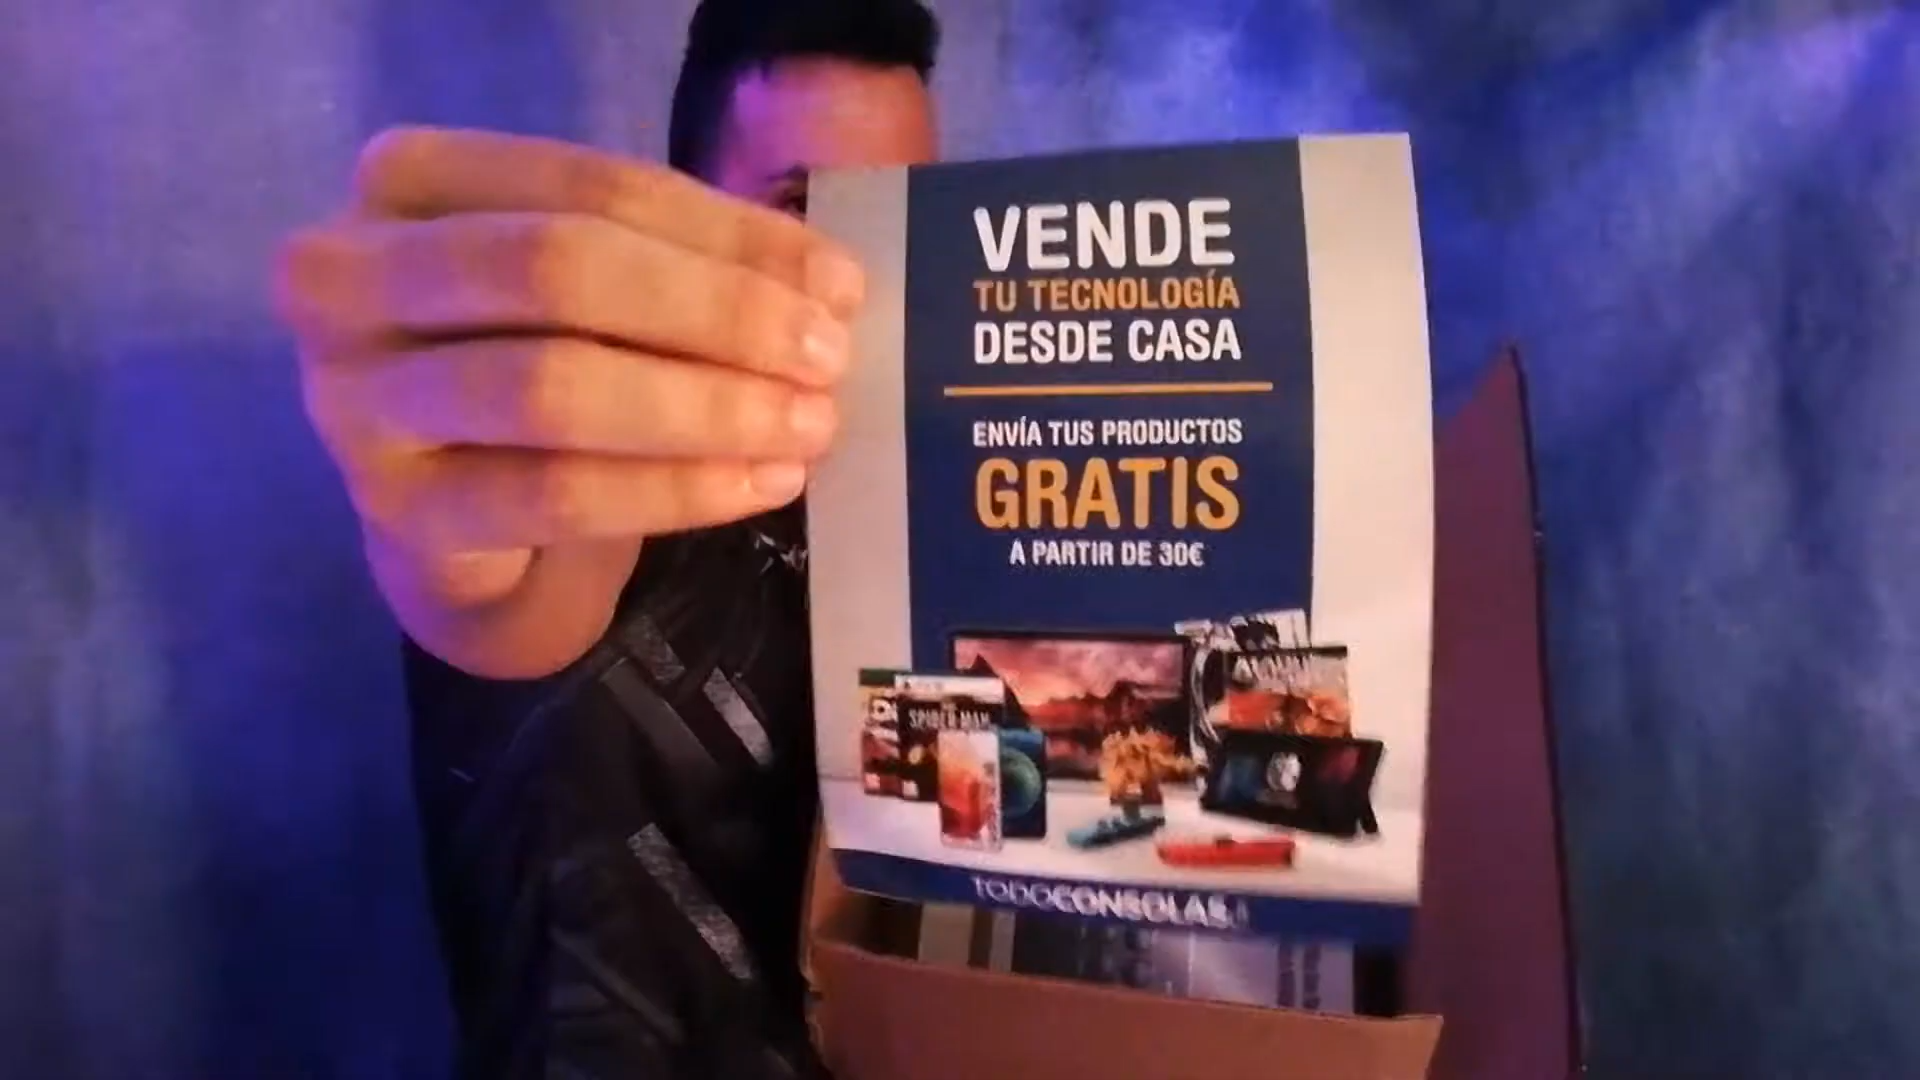 VENDE
TU TECNOLOGÍA
DESDE CASA
ENVÍA TUS PRODUCTOS
GRATIS
A PARTIR DE 30€
SPIDER-MAN
TODOCONSOLAS